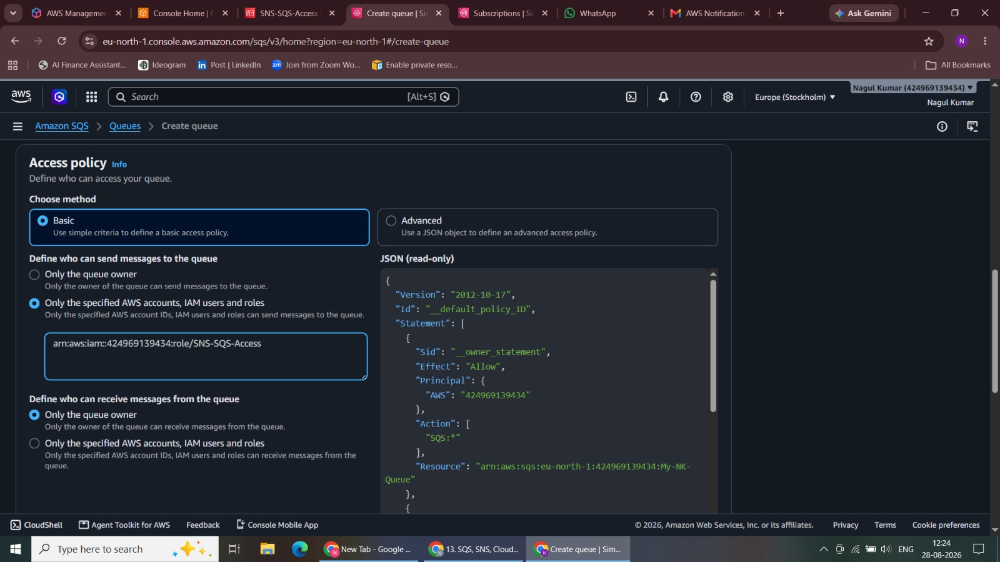 AWS Managemen
Console Home | C
SNS-SQS-Access
Create queue | Si
Subscriptions | Si
WhatsApp
AWS Notification
Ask Gemini
eu-north-1.console.aws.amazon.com/sqs/v3/home?region=eu-north-1#/create-queue
N
AI Finance Assistant...
Ideogram
Post | LinkedIn
Join from Zoom Wo...
Enable private reso...
All Bookmarks
aws
Search
[Alt+S]
Europe (Stockholm)
Nagul Kumar (424969139434)
Nagul Kumar
Amazon SQS
Queues
Create queue
Access policy Info
Define who can access your queue.
Choose method
Basic
Use simple criteria to define a basic access policy.
Advanced
Use a JSON object to define an advanced access policy.
Define who can send messages to the queue
Only the queue owner
Only the owner of the queue can send messages to the queue.
Only the specified AWS accounts, IAM users and roles
Only the specified AWS account IDs, IAM users and roles can send messages to the queue.
arn:aws:iam::424969139434:role/SNS-SQS-Access
Define who can receive messages from the queue
Only the queue owner
Only the owner of the queue can receive messages from the queue.
Only the specified AWS accounts, IAM users and roles
Only the specified AWS account IDs, IAM users and roles can receive messages from the
queue.
JSON (read-only)
{
"Version": "2012-10-17",
"Id": "__default_policy_ID",
"Statement": [
{
"Sid": "__owner_statement",
"Effect": "Allow",
"Principal": {
"AWS": "424969139434"
},
"Action": [
"SQS:*"
],
"Resource": "arn:aws:sqs:eu-north-1:424969139434:My-NK-
Queue"
},
{
CloudShell
Agent Toolkit for AWS
Feedback
Console Mobile App
© 2026, Amazon Web Services, Inc. or its affiliates.
Privacy
Terms
Cookie preferences
Type here to search
New Tab - Google ...
13. SQS, SNS, Cloud...
Create queue | Sim...
ENG
12:24
28-08-2026